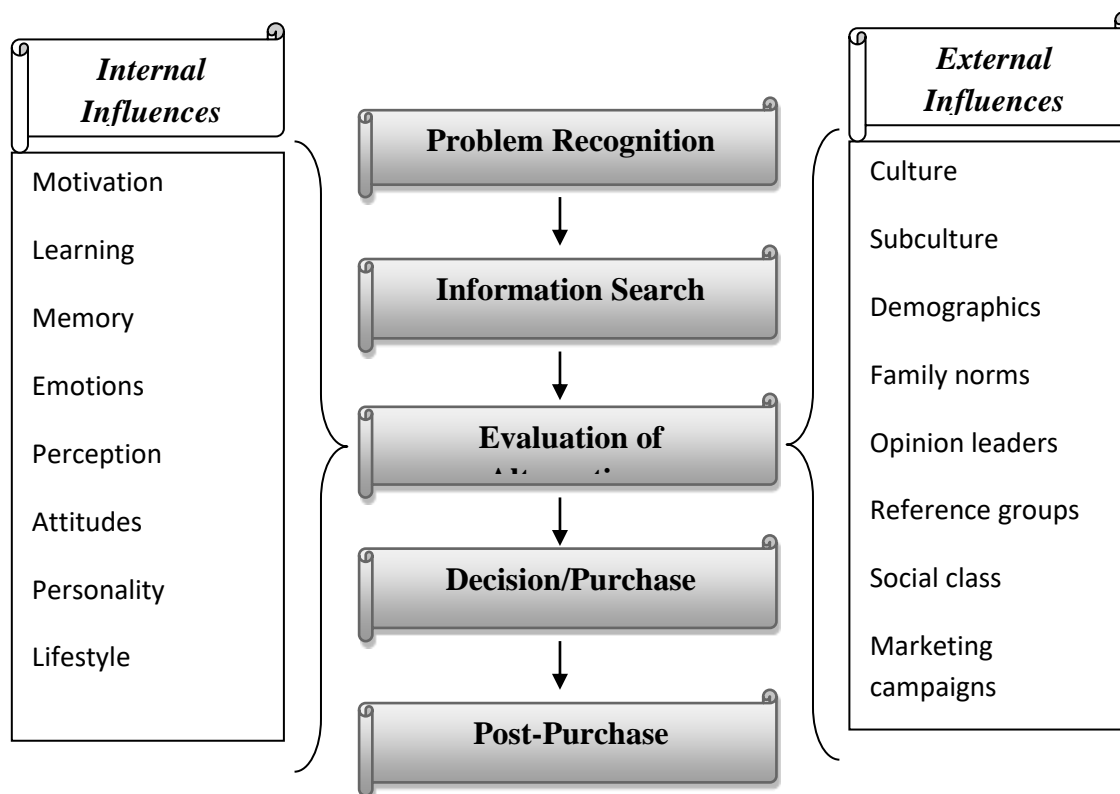 Internal
Influences
Motivation
Learning
Memory
Emotions
Perception
Attitudes
Personality
Lifestyle
Problem Recognition
Information Search
Evaluation of
Decision/Purchase
Post-Purchase
External
Influences
Culture
Subculture
Demographics
Family norms
Opinion leaders
Reference groups
Social class
Marketing
campaigns